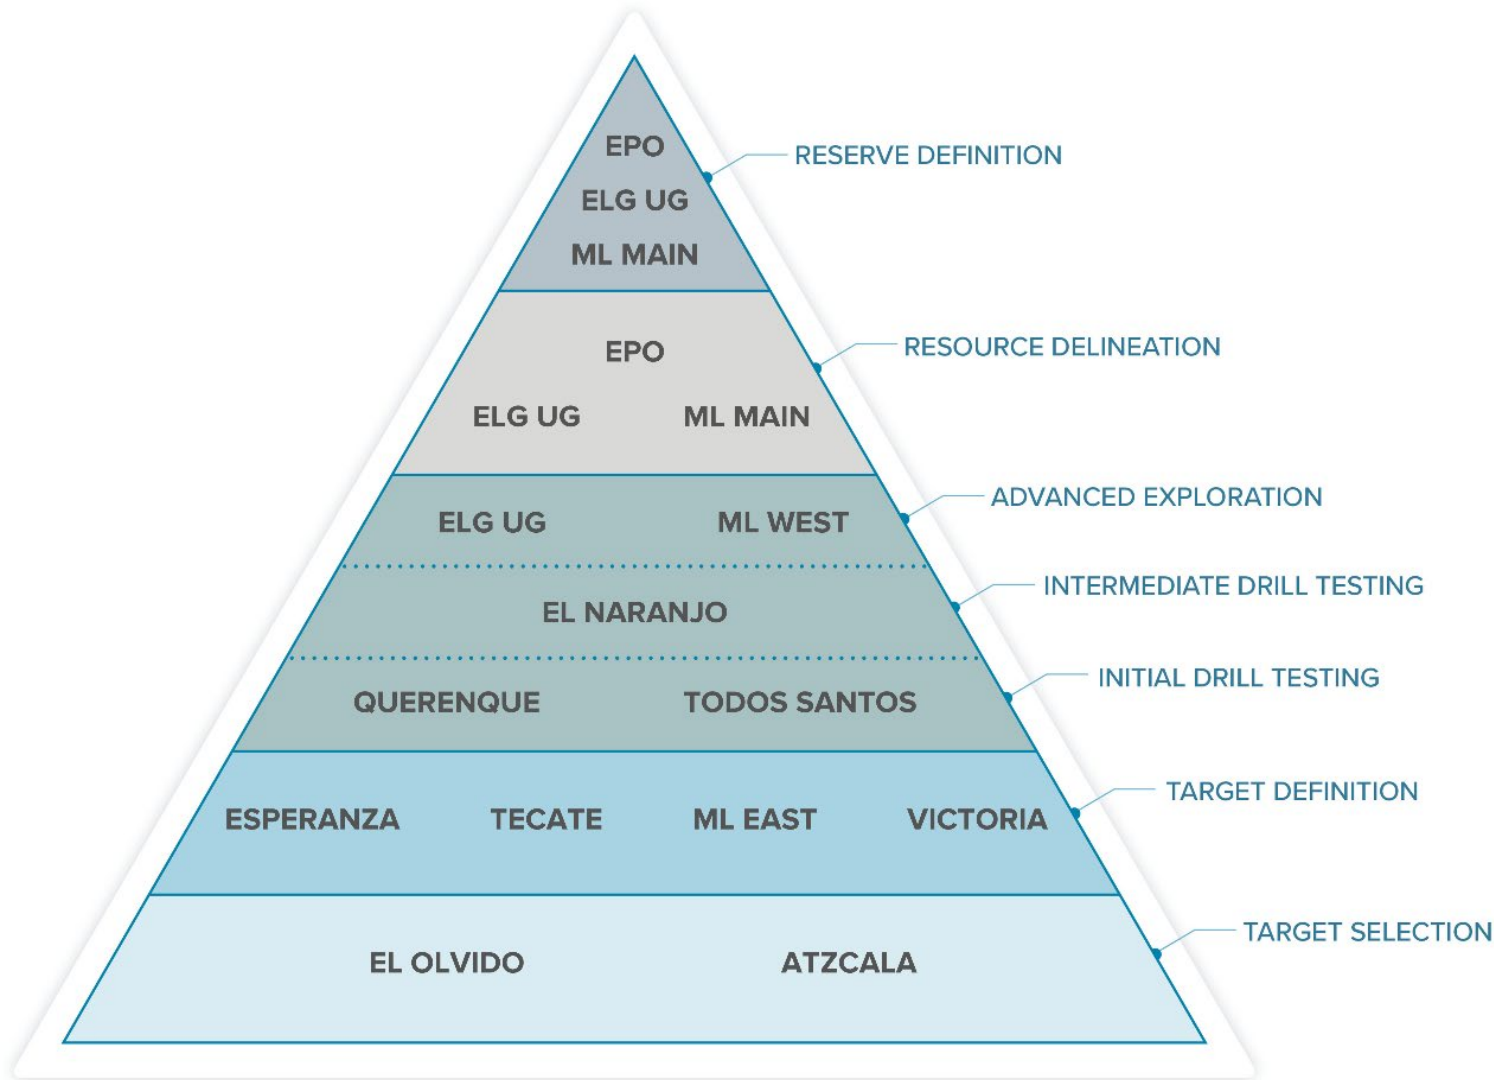 EPO
RESERVE DEFINITION
ELG UG
ML MAIN
EPO
RESOURCE DELINEATION
ELG UG ML MAIN
ADVANCED EXPLORATION
ELG UG ML WEST
INTERMEDIATE DRILL TESTING
EL NARANJO
INITIAL DRILL TESTING
QUERENQUE TODOS SANTOS
TARGET DEFINITION
ESPERANZA TECATE ML EAST VICTORIA
TARGET SELECTION
EL OLVIDO ATZCALA